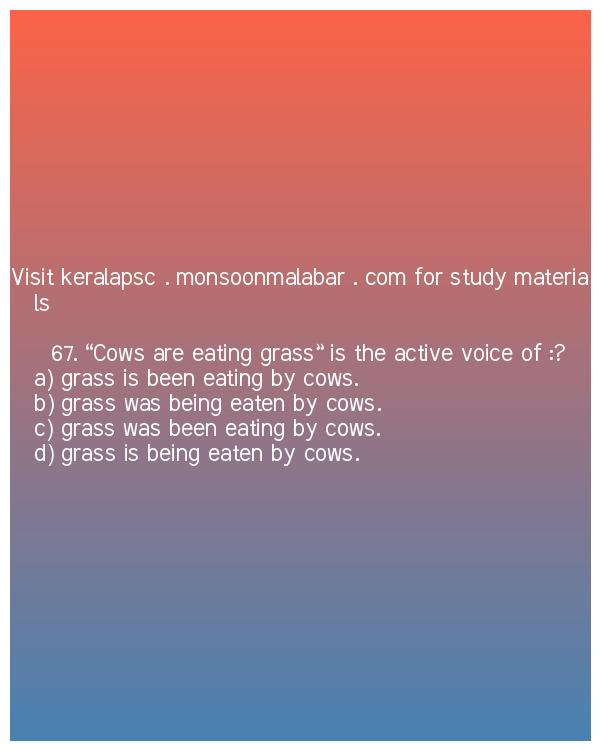 Visit keralapsc . monsoonmalabar . com for study materia
ls
67. “Cows are eating grass” is the active voice of :?
a) grass is been eating by cows.
b) grass was being eaten by cows.
c) grass was been eating by cows.
d) grass is being eaten by cows.